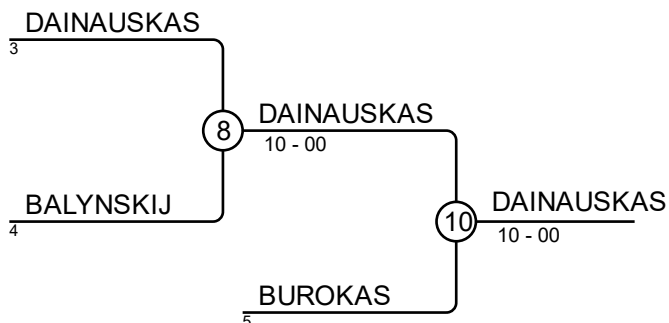 DAINAUSKAS
3
8
DAINAUSKAS
10 - 00
BALYNSKIJ
4
10
DAINAUSKAS
10 - 00
BUROKAS
5